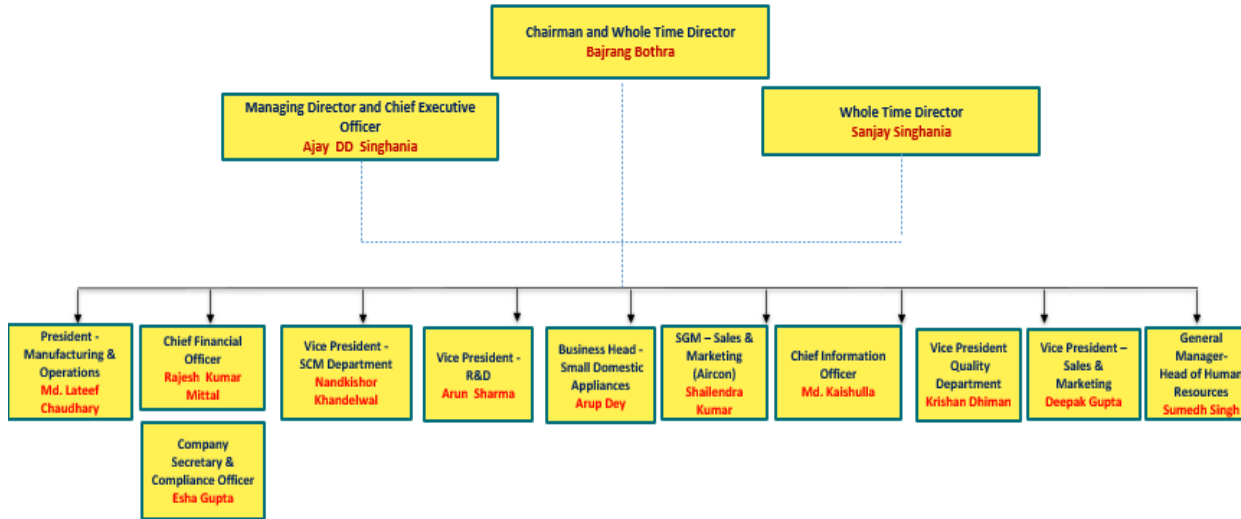 Chairman and Whole Time Director
Bajrang Bothra
Managing Director and Chief Executive
Officer
Ajay DD Singhania
Whole Time Director
Sanjay Singhania
President -
Manufacturing &
Operations
Md. Lateef
Chaudhary
Chief Financial
Officer
Rajesh Kumar
Mittal
Vice President -
SCM Department
Nandkishor
Khandelwal
Vice President -
R&D
Arun Sharma
Business Head -
Small Domestic
Appliances
Arup Dey
SGM – Sales &
Marketing
(Aircon)
Shailendra
Kumar
Chief Information
Officer
Md. Kaishulla
Vice President
Quality
Department
Krishan Dhiman
Vice President –
Sales &
Marketing
Deepak Gupta
General
Manager-
Head of Human
Resources
Sumedh Singh
Company
Secretary &
Compliance Officer
Esha Gupta